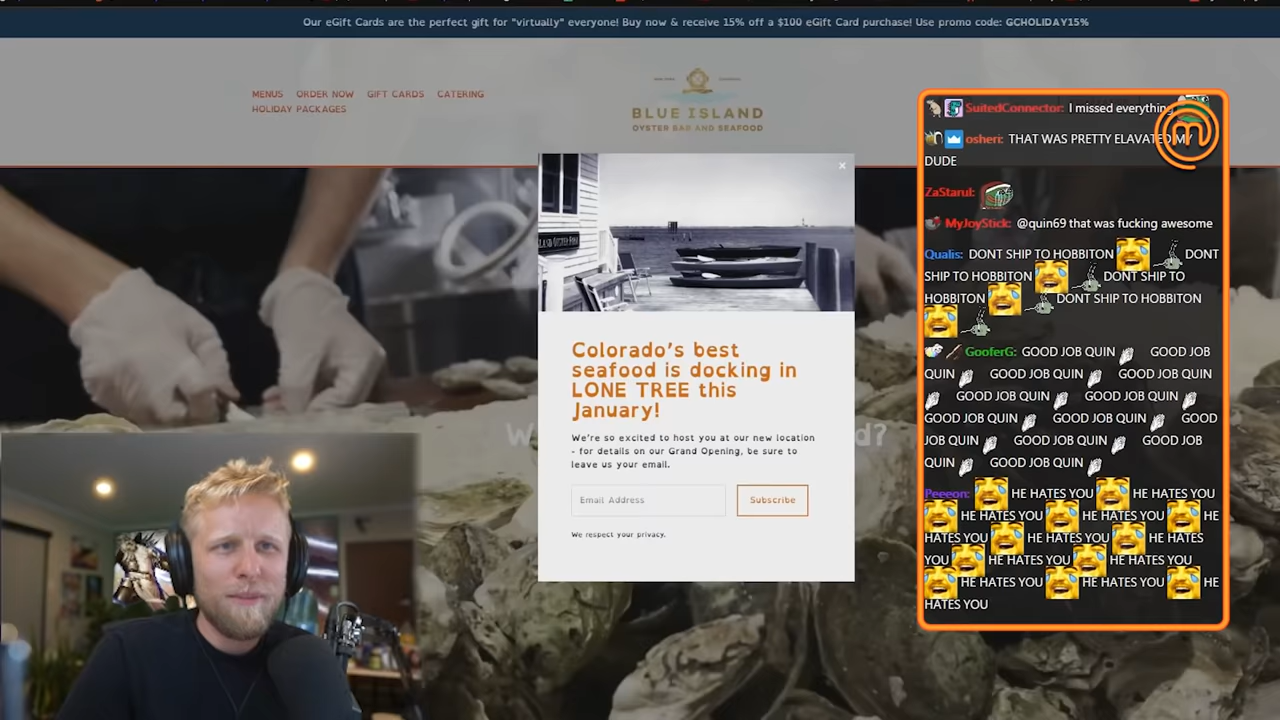 Our eGift Cards are the perfect gift for "virtually" everyone! Buy now & receive 15% off a $100 eGift Card purchase! Use promo code: GCHOLIDAY15%
MENUS ORDER NOW GIFT CARDS CATERING
HOLIDAY PACKAGES
BLUE ISLAND
OYSTER BAR AND SEAFOOD
Colorado's best
seafood is docking in
LONE TREE this
January!
We're so excited to host you at our new location
- for details on our Grand Opening, be sure to
leave us your email.
Email Address
Subscribe
We respect your privacy.
d?
SuitedConnector: I missed everything
osheri: THAT WAS PRETTY ELAVATED MY
DUDE
ZaStarul:
MyJoyStick: @quin69 that was fucking awesome
Qualis: DONT SHIP TO HOBBITON DONT
SHIP TO HOBBITON DONT SHIP TO
HOBBITON DONT SHIP TO HOBBITON
GooferG: GOOD JOB QUIN GOOD JOB
QUIN GOOD JOB QUIN GOOD JOB QUIN
GOOD JOB QUIN GOOD JOB QUIN
GOOD JOB QUIN GOOD JOB QUIN GOOD
JOB QUIN GOOD JOB QUIN GOOD JOB
QUIN GOOD JOB QUIN
Peeeon: HE HATES YOU HE HATES YOU
HE HATES YOU HE HATES YOU HE
HATES YOU HE HATES YOU HE HATES
YOU HE HATES YOU HE HATES YOU
HE HATES YOU HE HATES YOU HE
HATES YOU